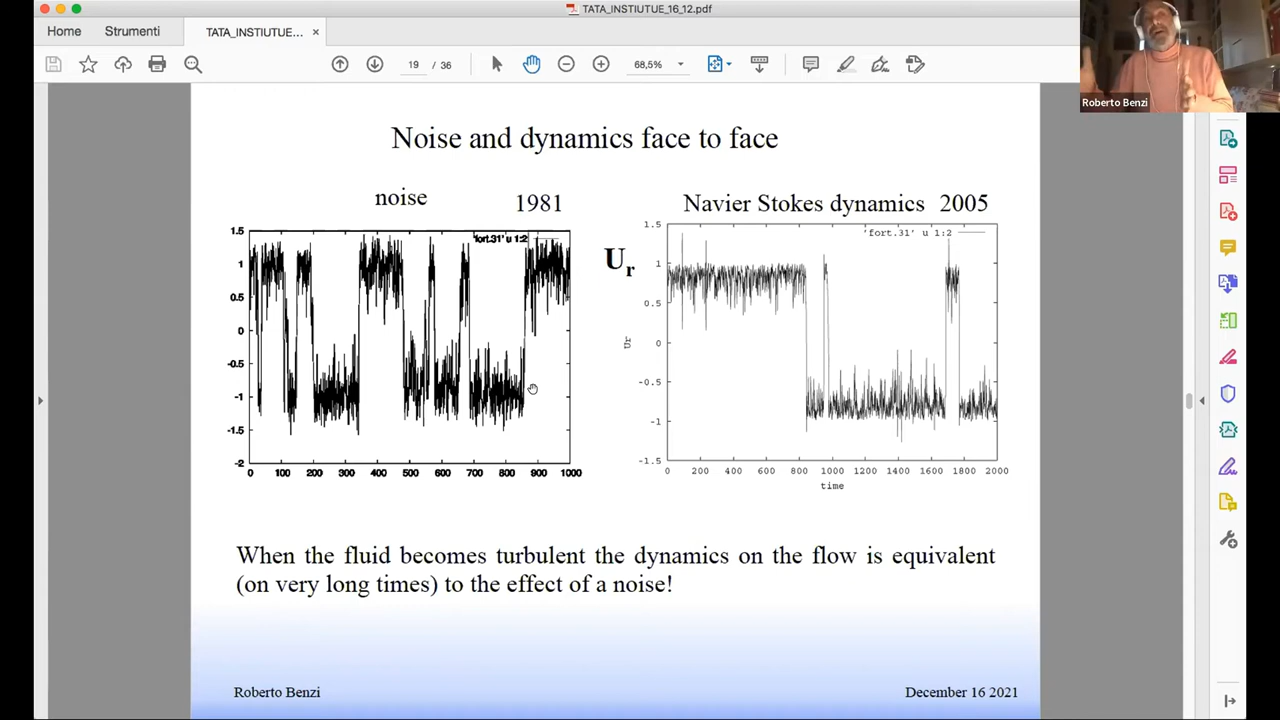 TATA_INSTIUTUE_16_12.pdf
Home Strumenti TATA_INSTIUTUE... ×
19 / 36 68,5%
Roberto Benzi
Noise and dynamics face to face
noise 1981
Navier Stokes dynamics 2005
'fort.31' u 1:2
1.5
1
0.5
0
-0.5
-1
-1.5
-2
0 100 200 300 400 500 600 700 800 900 1000
Ur
'fort.31' u 1:2
1.5
1
0.5
0
-0.5
-1
-1.5
Ur
0 200 400 600 800 1000 1200 1400 1600 1800 2000
time
When the fluid becomes turbulent the dynamics on the flow is equivalent
(on very long times) to the effect of a noise!
Roberto Benzi December 16 2021